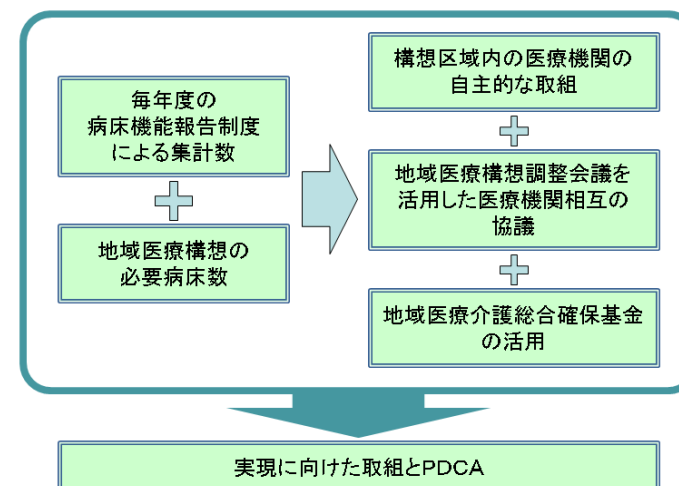 毎年度の
病床機能報告制度
による集計数
地域医療構想の
必要病床数
構想区域内の医療機関の
自主的な取組
地域医療構想調整会議を
活用した医療機関相互の
協議
地域医療介護総合確保基金
の活用
実現に向けた取組とPDCA